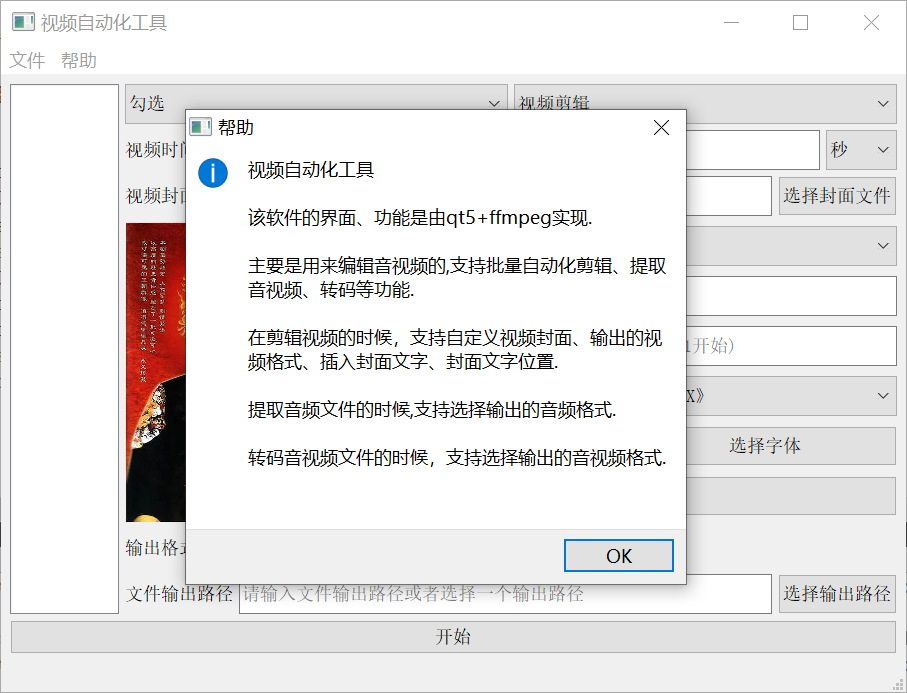 视频自动化工具
文件 帮助
勾选
视频剪辑
视频时间
秒
视频封面
选择封面文件
1开始)
X》
选择字体
输出格式
文件输出路径
请输入文件输出路径或者选择一个输出路径
选择输出路径
开始
帮助
视频自动化工具
该软件的界面、功能是由qt5+ffmpeg实现.
主要是用来编辑音视频的,支持批量自动化剪辑、提取
音视频、转码等功能.
在剪辑视频的时候，支持自定义视频封面、输出的视
频格式、插入封面文字、封面文字位置.
提取音频文件的时候,支持选择输出的音频格式.
转码音视频文件的时候，支持选择输出的音视频格式.
OK